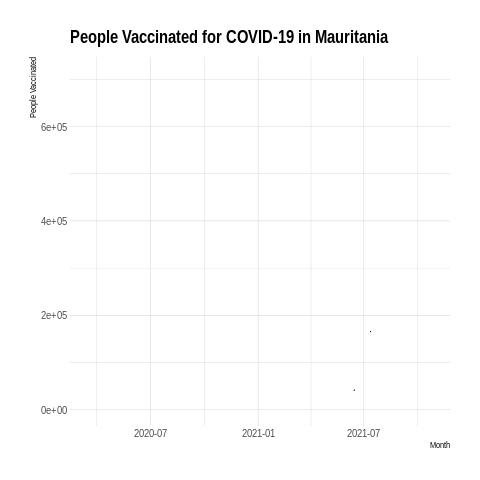 People Vaccinated for COVID-19 in Mauritania
People Vaccinated
6e+05
4e+05
2e+05
0e+00
2020-07
2021-01
2021-07
Month